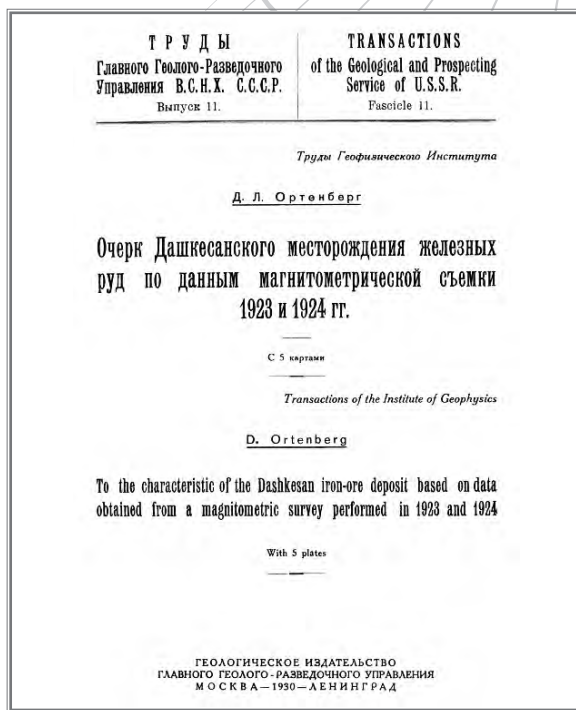 ТРУДЫ
Главного Геолого-Разведочного
Управления В.С.Н.Х. С.С.С.Р.
Выпуск 11.
TRANSACTIONS
of the Geological and Prospecting
Service of U.S.S.R.
Fascicle 11.
Труды Геофизического Института
Д. Л. Ортенберг
Очерк Дашкесанского месторождения железных
руд по данным магнитометрической съемки
1923 и 1924 гг.
С 5 картами
Transactions of the Institute of Geophysics
D. Ortenberg
To the characteristic of the Dashkesan iron-ore deposit based on data
obtained from a magnitometric survey performed in 1923 and 1924
With 5 plates
ГЕОЛОГИЧЕСКОЕ ИЗДАТЕЛЬСТВО
ГЛАВНОГО ГЕОЛОГО-РАЗВЕДОЧНОГО УПРАВЛЕНИЯ
МОСКВА—1930—ЛЕНИНГРАД